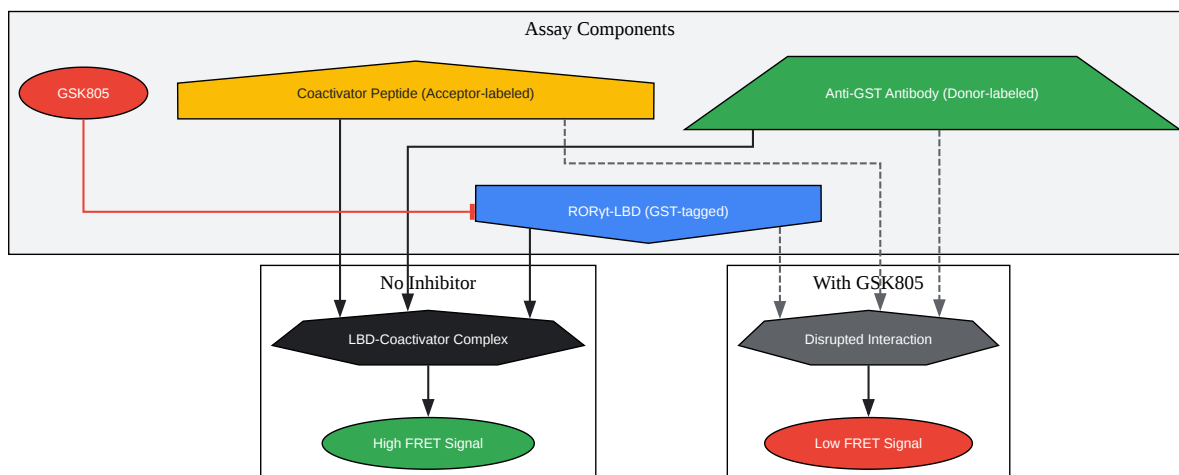 Assay Components
GSK805
Coactivator Peptide (Acceptor-labeled)
Anti-GST Antibody (Donor-labeled)
RORγt-LBD (GST-tagged)
No Inhibitor
With GSK805
LBD-Coactivator Complex
Disrupted Interaction
High FRET Signal
Low FRET Signal